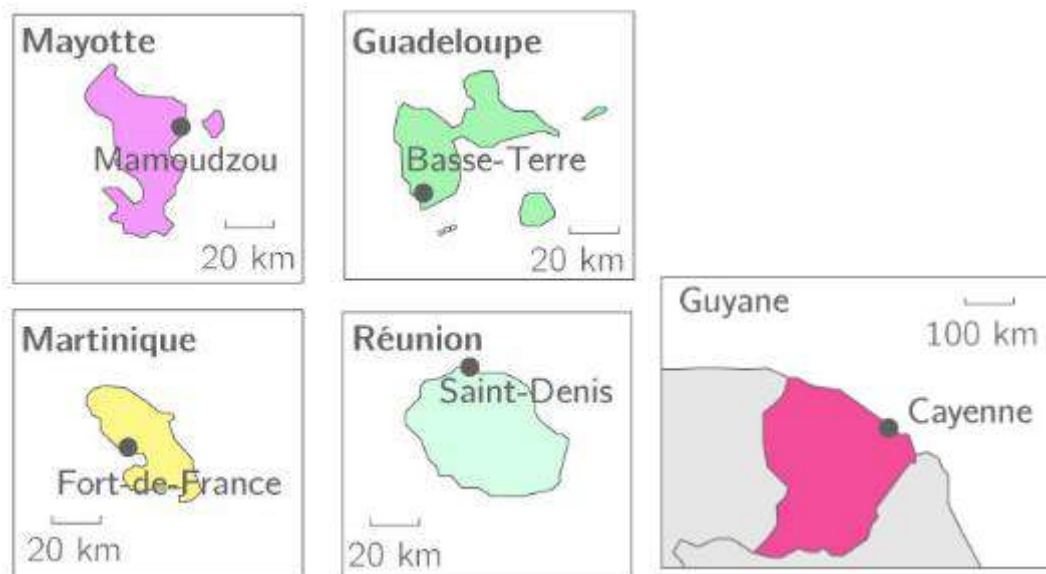 Mayotte
Mamoudzou
20 km
Guadeloupe
Basse-Terre
20 km
Martinique
Fort-de-France
20 km
Réunion
Saint-Denis
20 km
Guyane
100 km
Cayenne